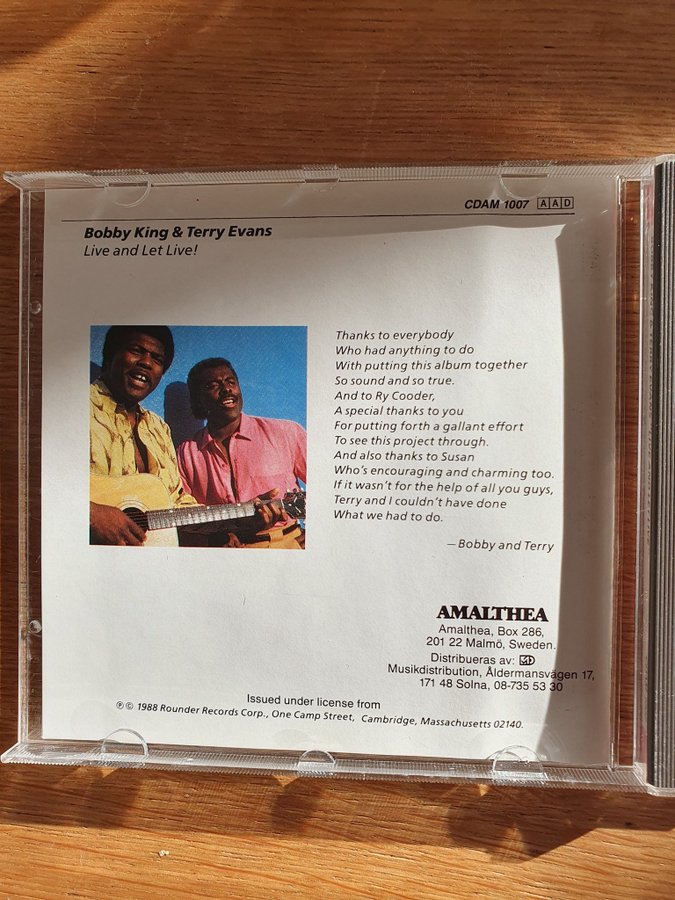 CDAM 1007 AAD
Bobby King & Terry Evans
Live and Let Live!
Thanks to everybody
Who had anything to do
With putting this album together
So sound and so true.
And to Ry Cooder,
A special thanks to you
For putting forth a gallant effort
To see this project through.
And also thanks to Susan
Who's encouraging and charming too.
If it wasn't for the help of all you guys,
Terry and I couldn't have done
What we had to do.
—Bobby and Terry
AMALTHEA
Amalthea, Box 286,
201 22 Malmö, Sweden.
Distribueras av: MD
Musikdistribution, Åldermansvägen 17,
171 48 Solna, 08-735 53 30
Issued under license from
℗ © 1988 Rounder Records Corp., One Camp Street, Cambridge, Massachusetts 02140.